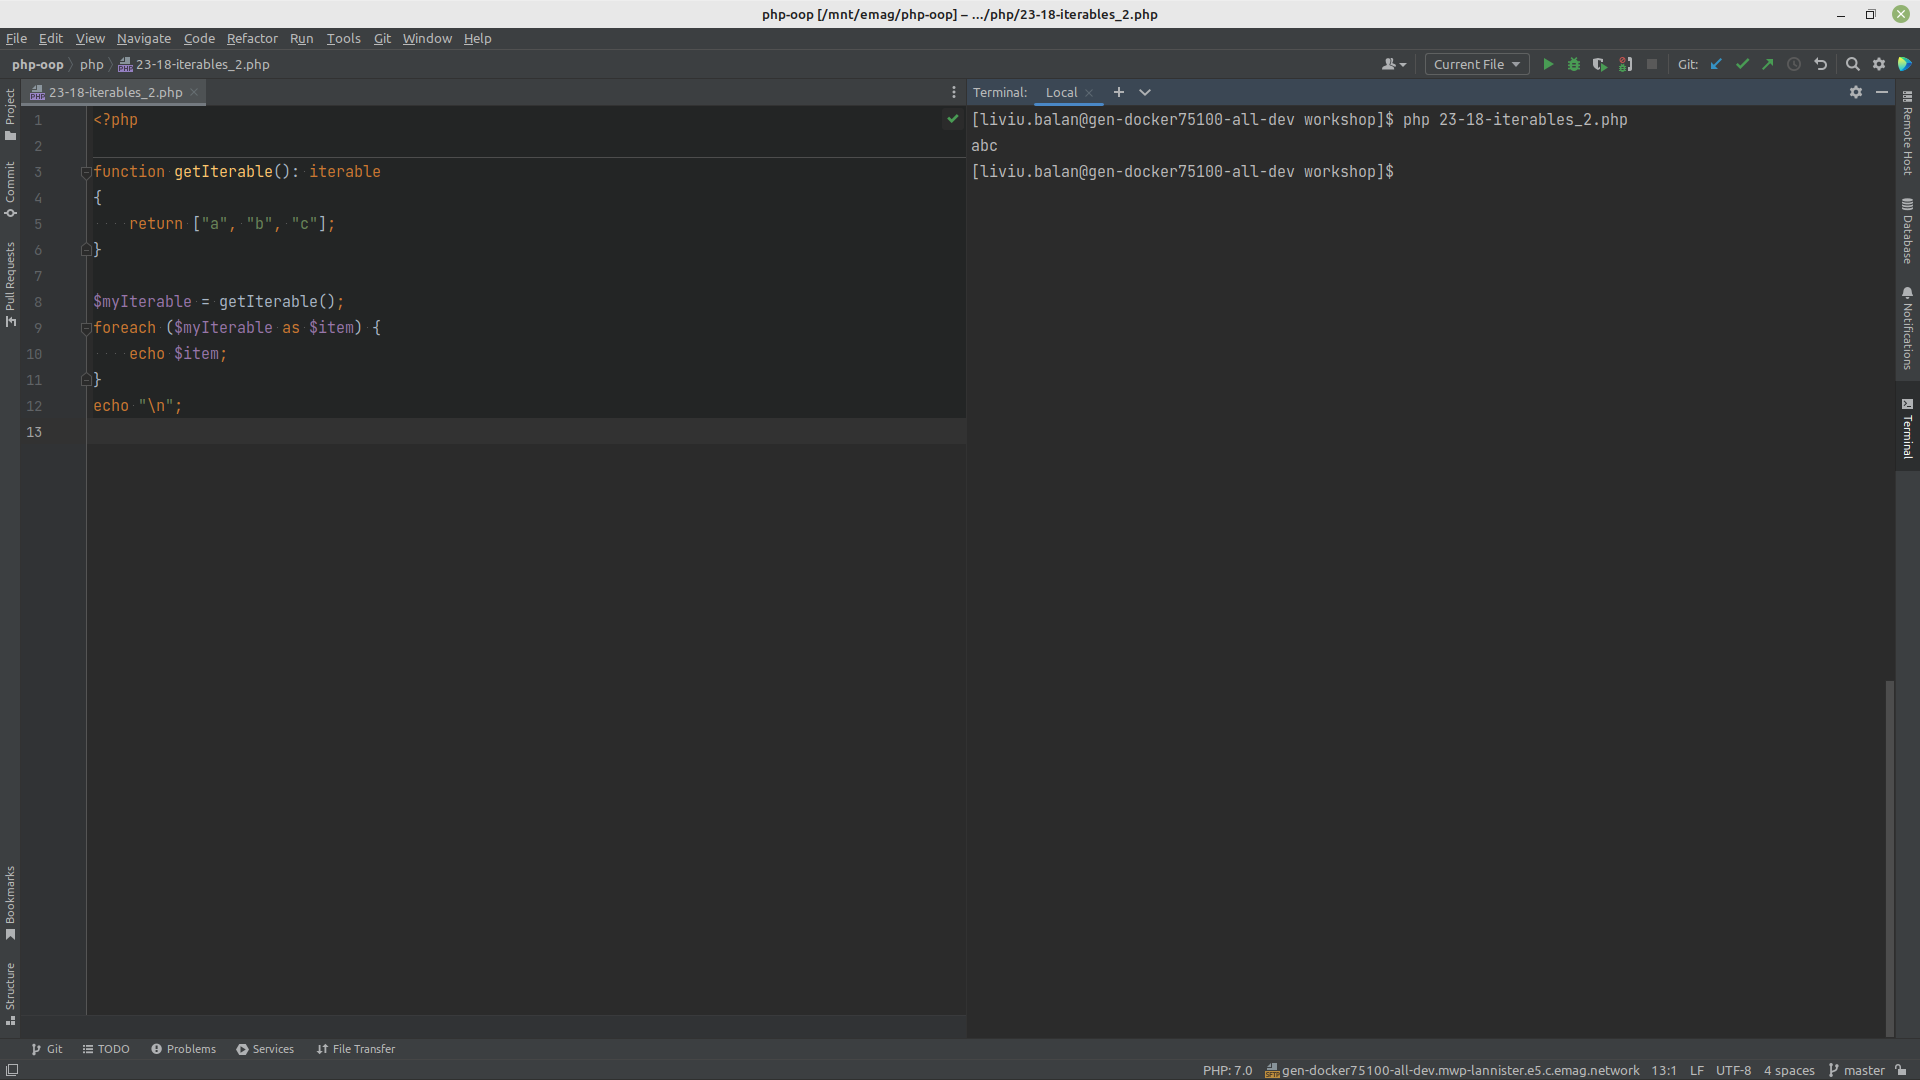 php-oop [/mnt/emag/php-oop] – .../php/23-18-iterables_2.php
File Edit View Navigate Code Refactor Run Tools Git Window Help
php-oop php 23-18-iterables_2.php
Current File
Git:
Project
Commit
Pull Requests
Bookmarks
Structure
23-18-iterables_2.php
1 <?php
2
3 function getIterable(): iterable
4 {
5 return ["a", "b", "c"];
6 }
7
8 $myIterable = getIterable();
9 foreach ($myIterable as $item) {
10 echo $item;
11 }
12 echo "\n";
13
Terminal: Local
[liviu.balan@gen-docker75100-all-dev workshop]$ php 23-18-iterables_2.php
abc
[liviu.balan@gen-docker75100-all-dev workshop]$
Remote Host
Database
Notifications
Terminal
Git TODO Problems Services File Transfer
PHP: 7.0 gen-docker75100-all-dev.mwp-lannister.e5.c.emag.network 13:1 LF UTF-8 4 spaces master